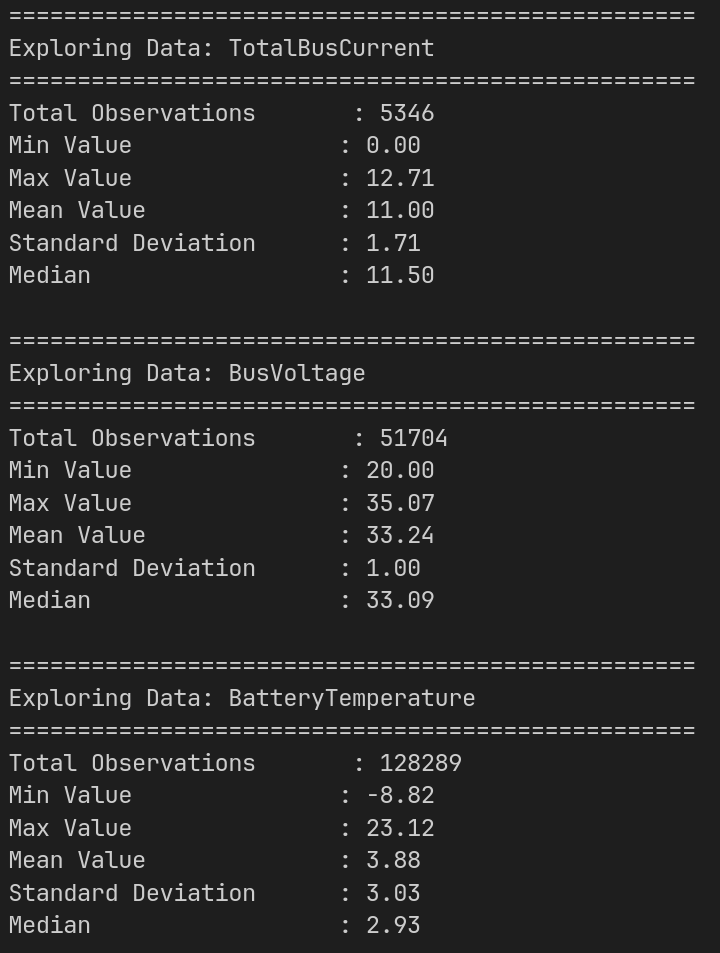 ==================================================
Exploring Data: TotalBusCurrent
==================================================
Total Observations       : 5346
Min Value               : 0.00
Max Value               : 12.71
Mean Value              : 11.00
Standard Deviation      : 1.71
Median                  : 11.50

==================================================
Exploring Data: BusVoltage
==================================================
Total Observations       : 51704
Min Value               : 20.00
Max Value               : 35.07
Mean Value              : 33.24
Standard Deviation      : 1.00
Median                  : 33.09

==================================================
Exploring Data: BatteryTemperature
==================================================
Total Observations       : 128289
Min Value               : -8.82
Max Value               : 23.12
Mean Value              : 3.88
Standard Deviation      : 3.03
Median                  : 2.93